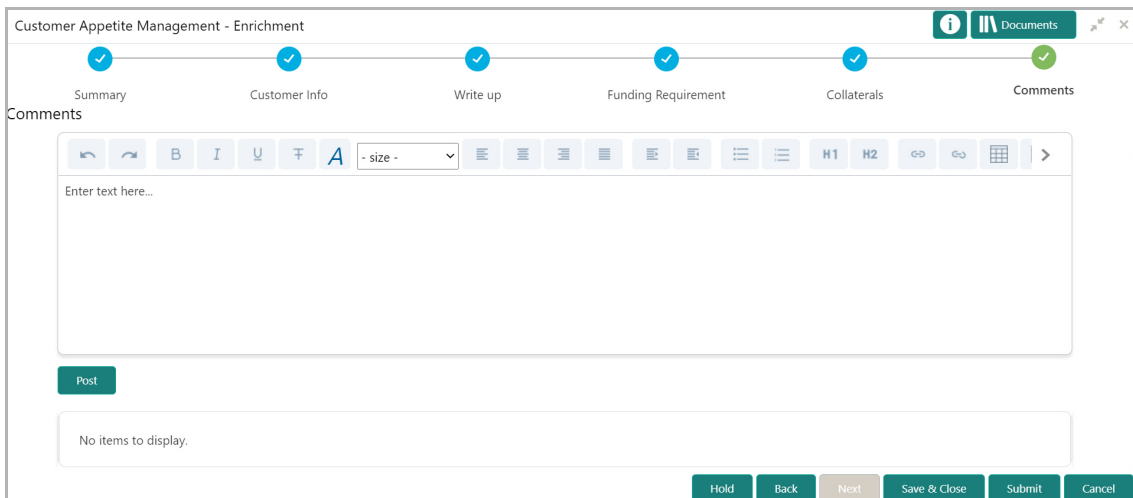 Customer Appetite Management - Enrichment
i Documents
Summary Customer Info Write up Funding Requirement Collaterals Comments
Comments
B I U T A - size - H1 H2
Enter text here...
Post
No items to display.
Hold Back Next Save & Close Submit Cancel